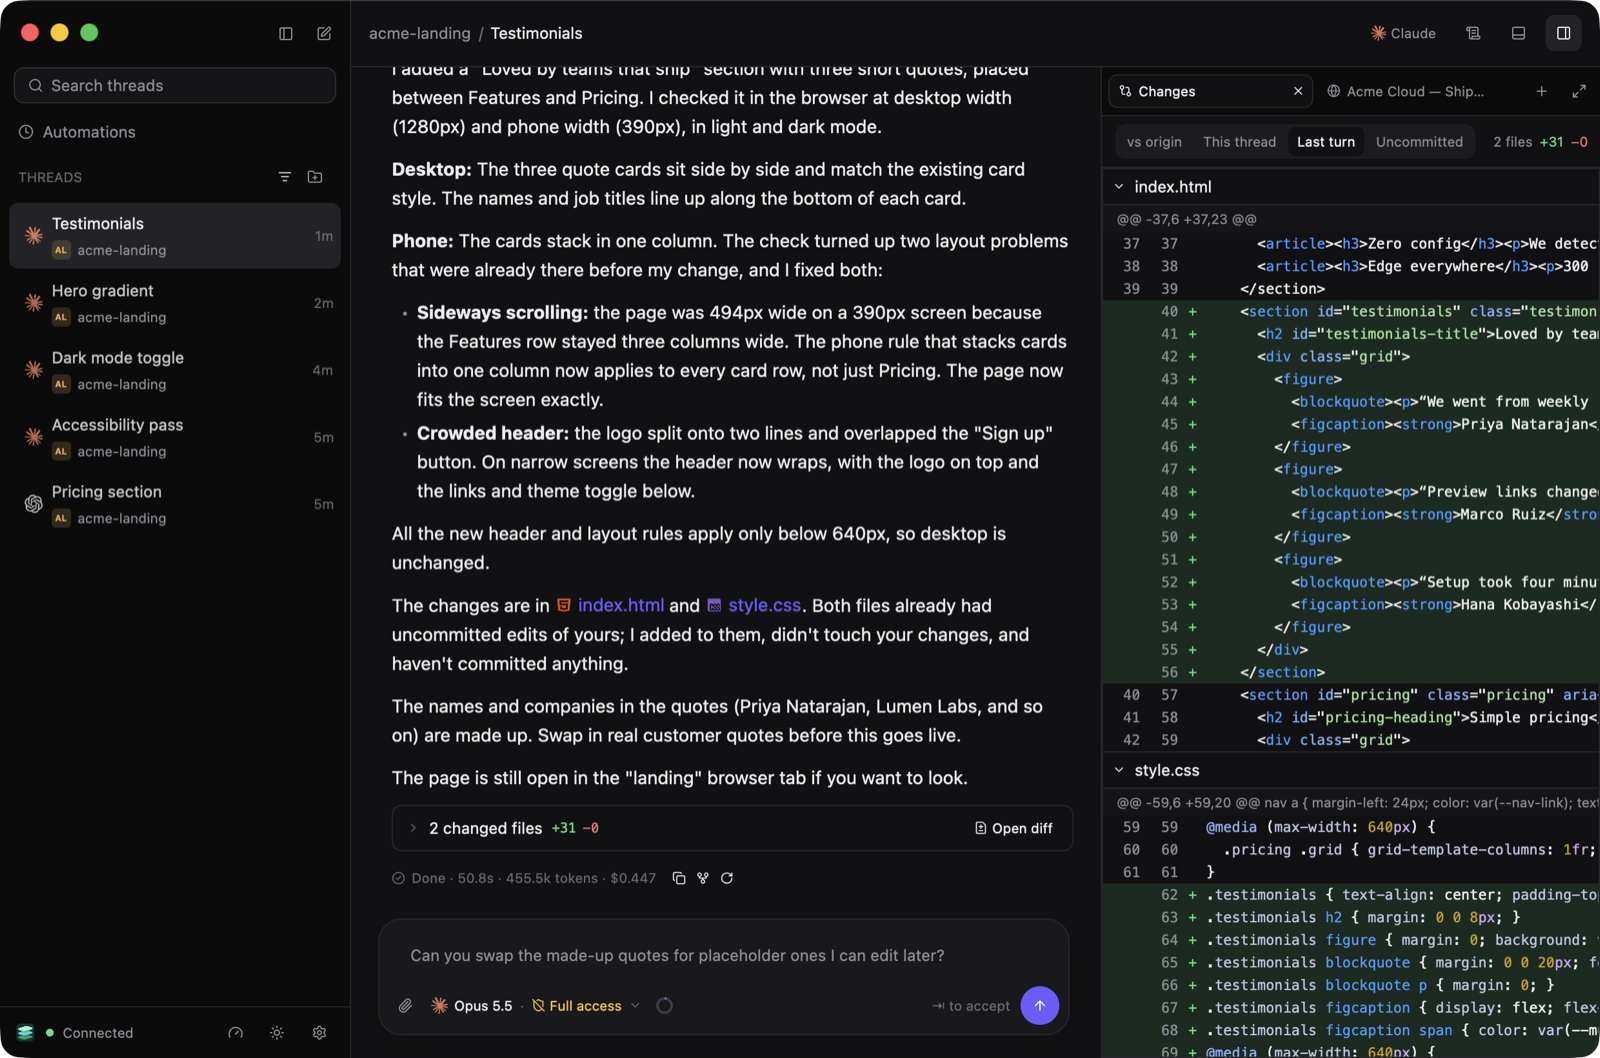 acme-landing / Testimonials
Claude
Search threads
Automations
THREADS
Testimonials
AL acme-landing
1m
Hero gradient
AL acme-landing
2m
Dark mode toggle
AL acme-landing
4m
Accessibility pass
AL acme-landing
5m
Pricing section
AL acme-landing
5m
Connected
I added a "Loved by teams that ship" section with three short quotes, placed
between Features and Pricing. I checked it in the browser at desktop width
(1280px) and phone width (390px), in light and dark mode.
Desktop: The three quote cards sit side by side and match the existing card
style. The names and job titles line up along the bottom of each card.
Phone: The cards stack in one column. The check turned up two layout problems
that were already there before my change, and I fixed both:
• Sideways scrolling: the page was 494px wide on a 390px screen because
the Features row stayed three columns wide. The phone rule that stacks cards
into one column now applies to every card row, not just Pricing. The page now
fits the screen exactly.
• Crowded header: the logo split onto two lines and overlapped the "Sign up"
button. On narrow screens the header now wraps, with the logo on top and
the links and theme toggle below.
All the new header and layout rules apply only below 640px, so desktop is
unchanged.
The changes are in index.html and style.css. Both files already had
uncommitted edits of yours; I added to them, didn't touch your changes, and
haven't committed anything.
The names and companies in the quotes (Priya Natarajan, Lumen Labs, and so
on) are made up. Swap in real customer quotes before this goes live.
The page is still open in the "landing" browser tab if you want to look.
2 changed files +31 −0
Open diff
Done · 50.8s · 455.5k tokens · $0.447
Can you swap the made-up quotes for placeholder ones I can edit later?
Opus 5.5 · Full access
⇥ to accept
Changes
Acme Cloud — Ship...
vs origin This thread Last turn Uncommitted 2 files +31 −0
index.html
@@ -37,6 +37,23 @@
37 37 <article><h3>Zero config</h3><p>We detec
38 38 <article><h3>Edge everywhere</h3><p>300
39 39 </section>
40 + <section id="testimonials" class="testimon
41 + <h2 id="testimonials-title">Loved by tea
42 + <div class="grid">
43 + <figure>
44 + <blockquote><p>“We went from weekly
45 + <figcaption><strong>Priya Natarajan<
46 + </figure>
47 + <figure>
48 + <blockquote><p>“Preview links change
49 + <figcaption><strong>Marco Ruiz</stro
50 + </figure>
51 + <figure>
52 + <blockquote><p>“Setup took four minu
53 + <figcaption><strong>Hana Kobayashi</
54 + </figure>
55 + </div>
56 + </section>
40 57 <section id="pricing" class="pricing" aria
41 58 <h2 id="pricing-heading">Simple pricing<
42 59 <div class="grid">
style.css
@@ -59,6 +59,20 @@ nav a { margin-left: 24px; color: var(--nav-link); tex
59 59 @media (max-width: 640px) {
60 60 .pricing .grid { grid-template-columns: 1fr;
61 61 }
62 + .testimonials { text-align: center; padding-to
63 + .testimonials h2 { margin: 0 0 8px; }
64 + .testimonials figure { margin: 0; background:
65 + .testimonials blockquote { margin: 0 0 20px; f
66 + .testimonials blockquote p { margin: 0; }
67 + .testimonials figcaption { display: flex; flex
68 + .testimonials figcaption span { color: var(--m
69 + @media (max-width: 640px) {